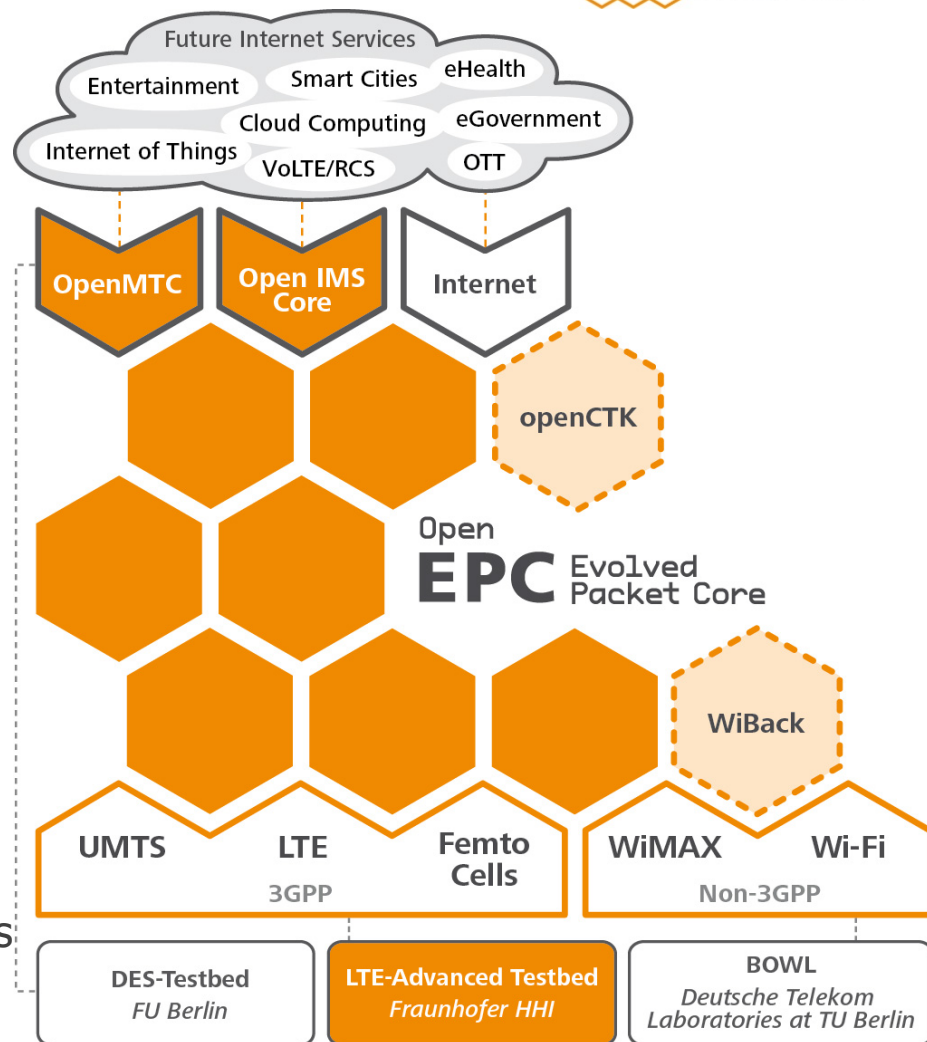 Future Internet Services
Entertainment
Smart Cities
eHealth
Cloud Computing
eGovernment
Internet of Things
VoLTE/RCS
OTT
OpenMTC
Open IMS
Core
Internet
openCTK
Open
EPC
Evolved
Packet Core
WiBack
UMTS
LTE
Femto
Cells
WiMAX
Wi-Fi
3GPP
Non-3GPP
s
DES-Testbed
FU Berlin
LTE-Advanced Testbed
Fraunhofer HHI
BOWL
Deutsche Telekom
Laboratories at TU Berlin